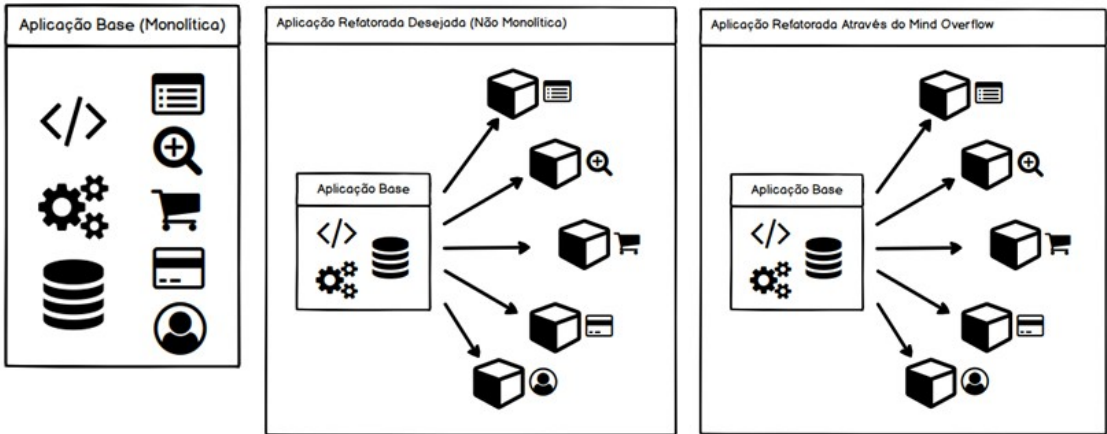 Aplicação Base (Monolítica)
Aplicação Refatorada Desejada (Não Monolítica)
Aplicação Base
</>
Aplicação Refatorada Através do Mind Overflow
Aplicação Base
</>
</>